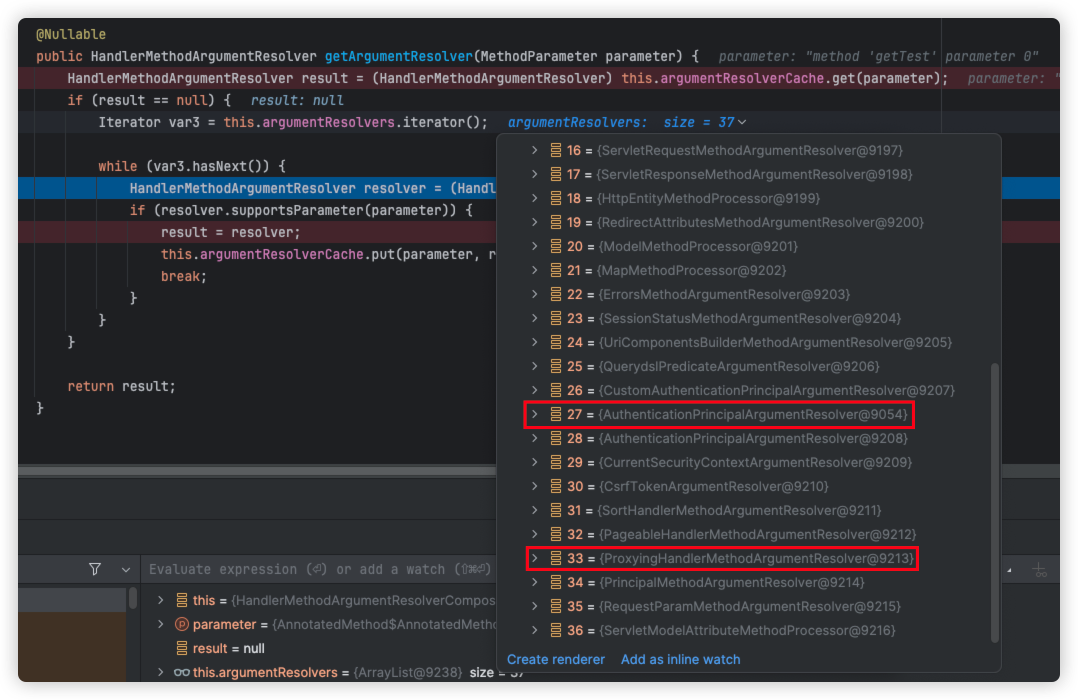 @Nullable
public HandlerMethodArgumentResolver getArgumentResolver(MethodParameter parameter) { parameter: "method 'getTest' parameter 0"
HandlerMethodArgumentResolver result = (HandlerMethodArgumentResolver) this.argumentResolverCache.get(parameter); parameter: "
if (result == null) { result: null
Iterator var3 = this.argumentResolvers.iterator(); argumentResolvers: size = 37
while (var3.hasNext()) {
HandlerMethodArgumentResolver resolver = (Handl
if (resolver.supportsParameter(parameter)) {
result = resolver;
this.argumentResolverCache.put(parameter, r
break;
}
}
}
return result;
}
16 = {ServletRequestMethodArgumentResolver@9197}
17 = {ServletResponseMethodArgumentResolver@9198}
18 = {HttpEntityMethodProcessor@9199}
19 = {RedirectAttributesMethodArgumentResolver@9200}
20 = {ModelMethodProcessor@9201}
21 = {MapMethodProcessor@9202}
22 = {ErrorsMethodArgumentResolver@9203}
23 = {SessionStatusMethodArgumentResolver@9204}
24 = {UriComponentsBuilderMethodArgumentResolver@9205}
25 = {QuerydslPredicateArgumentResolver@9206}
26 = {CustomAuthenticationPrincipalArgumentResolver@9207}
27 = {AuthenticationPrincipalArgumentResolver@9054}
28 = {AuthenticationPrincipalArgumentResolver@9208}
29 = {CurrentSecurityContextArgumentResolver@9209}
30 = {CsrfTokenArgumentResolver@9210}
31 = {SortHandlerMethodArgumentResolver@9211}
32 = {PageableHandlerMethodArgumentResolver@9212}
33 = {ProxyingHandlerMethodArgumentResolver@9213}
34 = {PrincipalMethodArgumentResolver@9214}
35 = {RequestParamMethodArgumentResolver@9215}
36 = {ServletModelAttributeMethodProcessor@9216}
Create renderer Add as inline watch
Evaluate expression (⏎) or add a watch (⇧⌘⏎)
this = {HandlerMethodArgumentResolverCompos
parameter = {AnnotatedMethod$AnnotatedMetho
result = null
this.argumentResolvers = {ArrayList@9238} size = 37